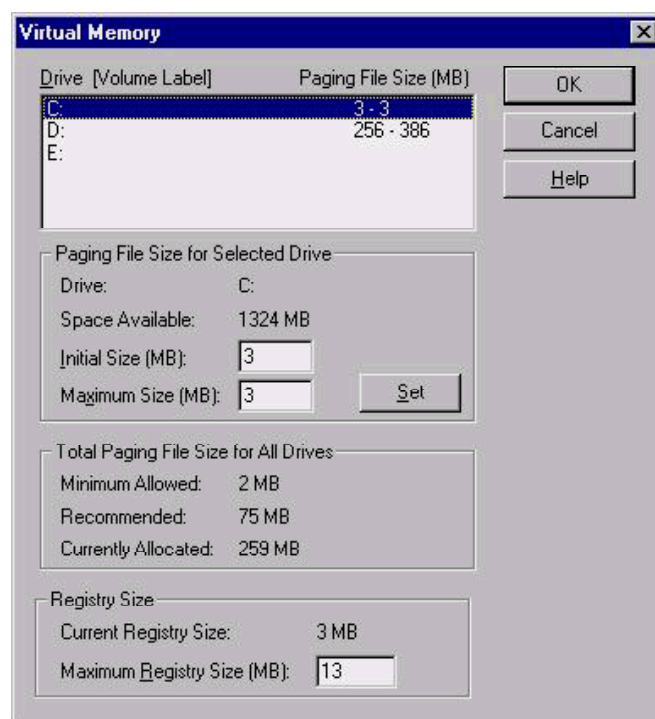 Virtual Memory
Drive [Volume Label] Paging File Size (MB)
C: 3 - 3
D: 256 - 386
E:
OK
Cancel
Help
Paging File Size for Selected Drive
Drive: C:
Space Available: 1324 MB
Initial Size (MB): 3
Maximum Size (MB): 3
Set
Total Paging File Size for All Drives
Minimum Allowed: 2 MB
Recommended: 75 MB
Currently Allocated: 259 MB
Registry Size
Current Registry Size: 3 MB
Maximum Registry Size (MB): 13